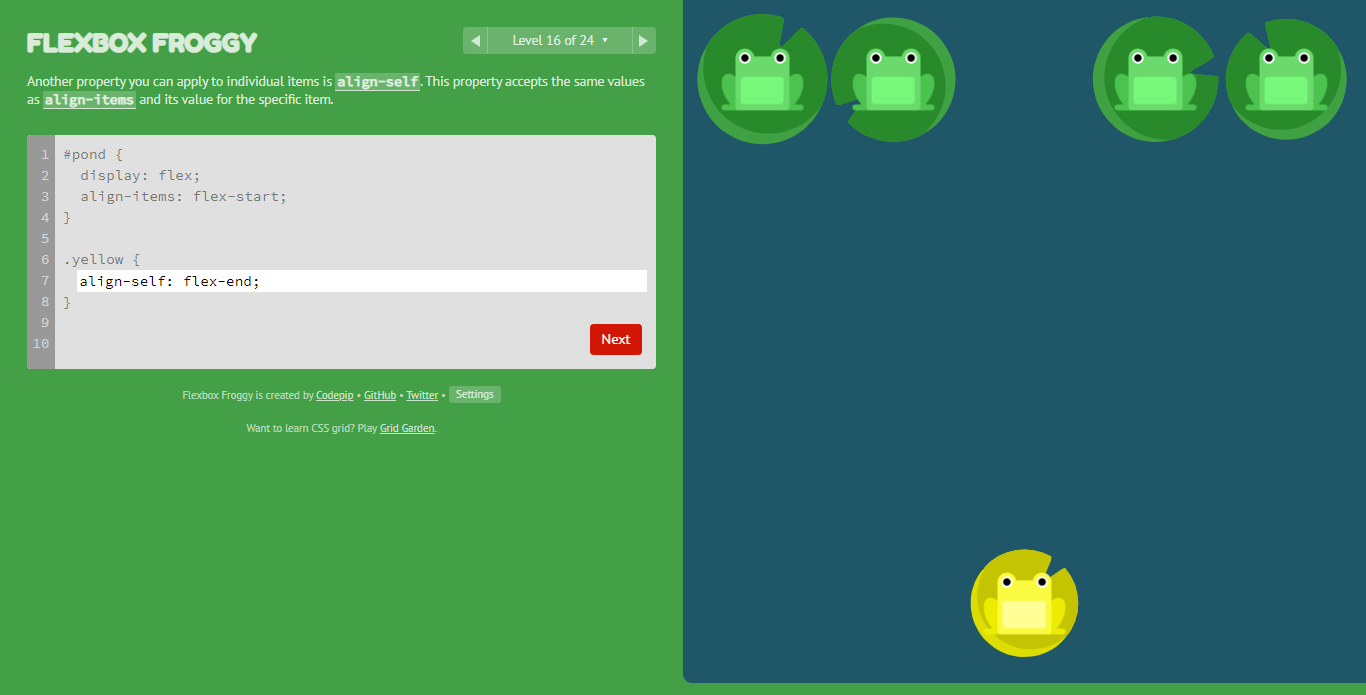 FLEXBOX FROGGY
◀ Level 16 of 24 ▾ ▶
Another property you can apply to individual items is align-self. This property accepts the same values
as align-items and its value for the specific item.
1 #pond {
2 display: flex;
3 align-items: flex-start;
4 }
5
6 .yellow {
7 align-self: flex-end;
8 }
9
10
Next
Flexbox Froggy is created by Codepip • GitHub • Twitter • Settings
Want to learn CSS grid? Play Grid Garden.